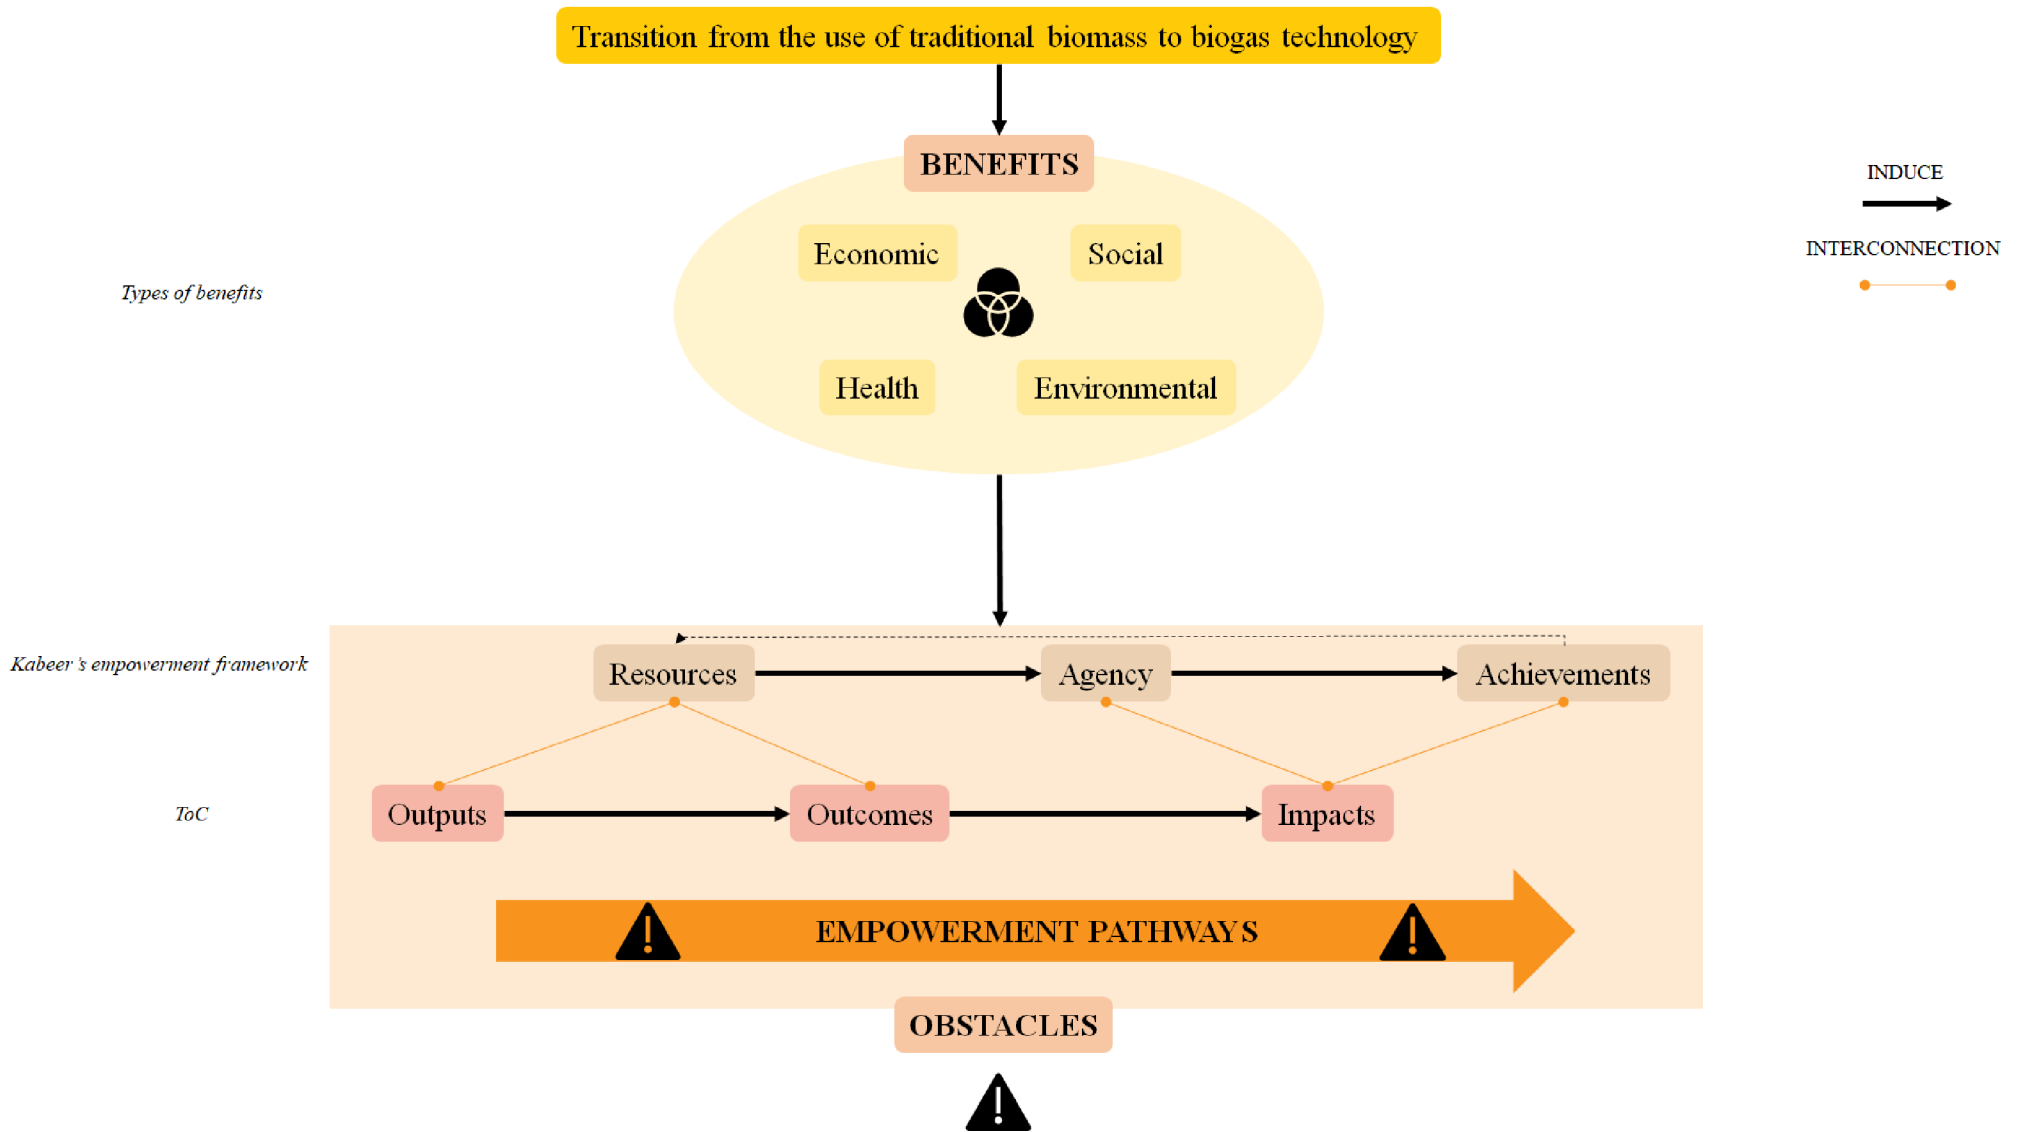 Transition from the use of traditional biomass to biogas technology
BENEFITS
INDUCE
INTERCONNECTION
Economic
Social
Types of benefits
Health
Environmental
Kabeer's empowerment framework
Resources
Agency
Achievements
ToC
Outputs
Outcomes
Impacts
EMPOWERMENT PATHWAYS
OBSTACLES